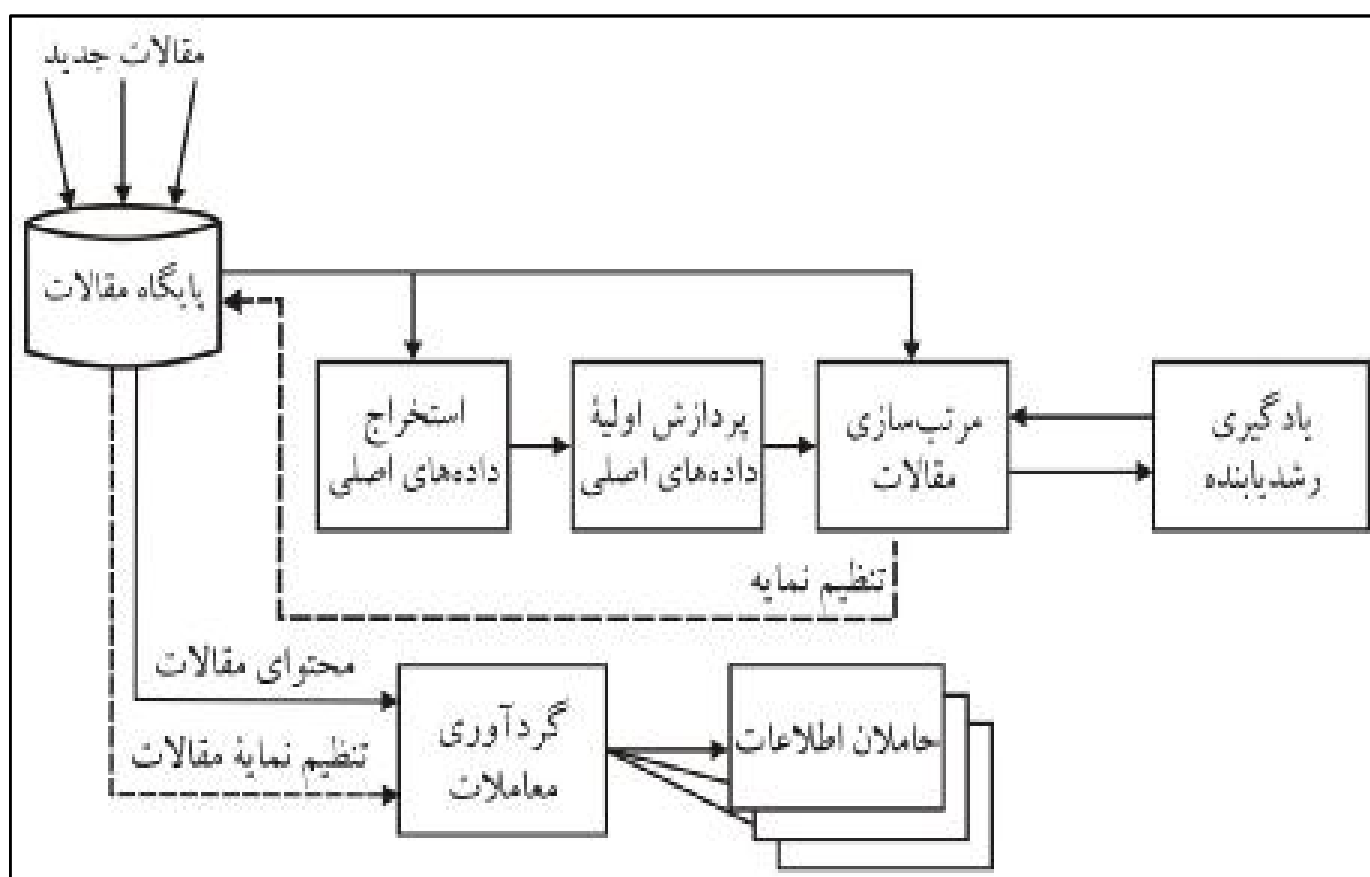 مقالات جدید
پایگاه مقالات
استخراج
داده‌های اصلی
پردازش اولیهٔ
داده‌های اصلی
مرتب‌سازی
مقالات
یادگیری
رشدیابنده
تنظیم نمایه
محتوای مقالات
تنظیم نمایهٔ مقالات
گردآوری
معاملات
حاملان اطلاعات